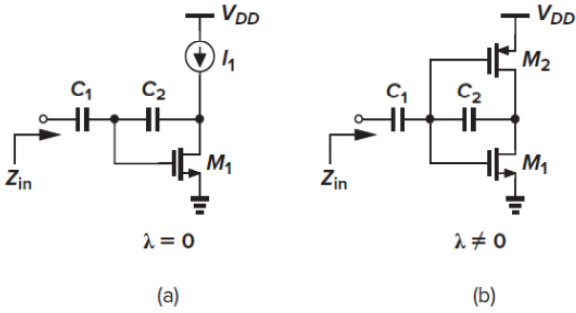 V_DD
I_1
C_1 C_2
M_1
Z_in
λ = 0
(a)
V_DD
M_2
C_1 C_2
M_1
Z_in
λ ≠ 0
(b)